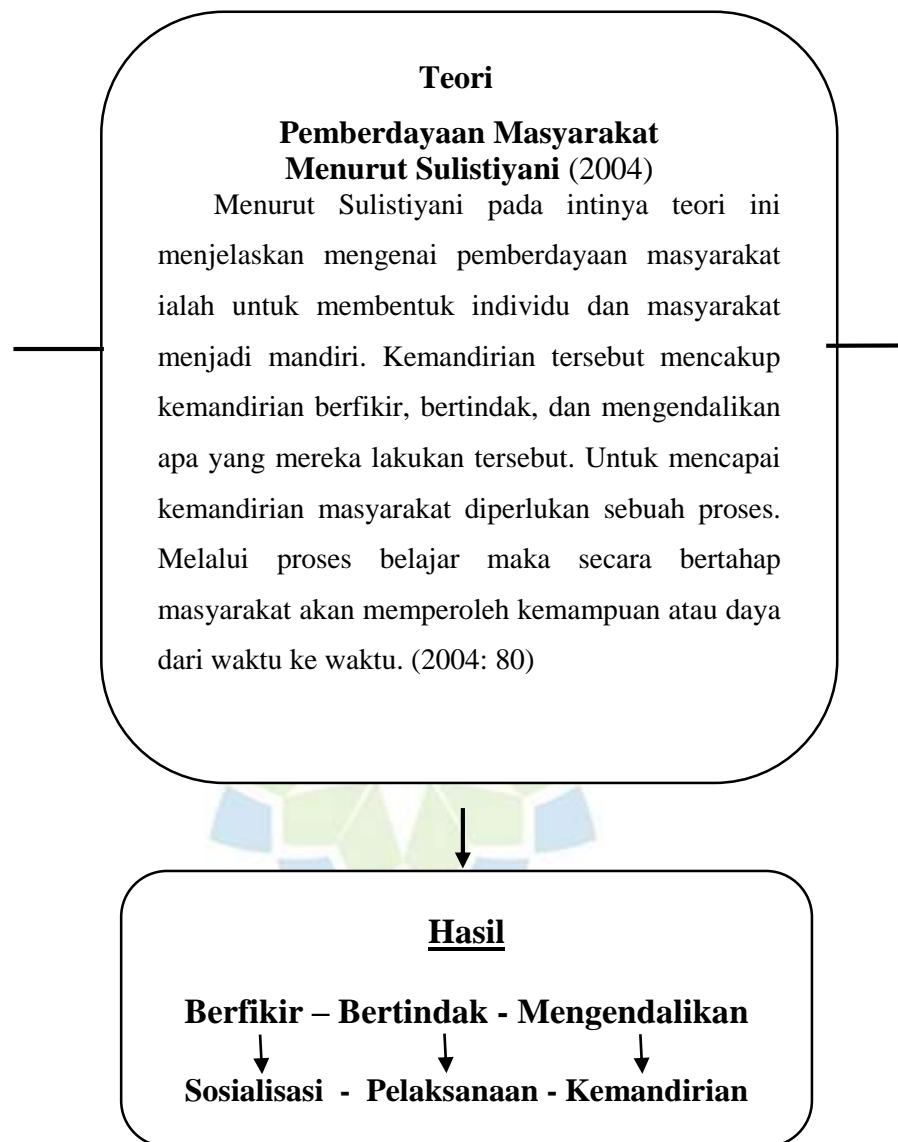 Teori
Pemberdayaan Masyarakat
Menurut Sulistiyani (2004)
Menurut Sulistiyani pada intinya teori ini
menjelaskan mengenai pemberdayaan masyarakat
ialah untuk membentuk individu dan masyarakat
menjadi mandiri. Kemandirian tersebut mencakup
kemandirian berfikir, bertindak, dan mengendalikan
apa yang mereka lakukan tersebut. Untuk mencapai
kemandirian masyarakat diperlukan sebuah proses.
Melalui proses belajar maka secara bertahap
masyarakat akan memperoleh kemampuan atau daya
dari waktu ke waktu. (2004: 80)
Hasil
Berfikir – Bertindak - Mengendalikan
Sosialisasi - Pelaksanaan - Kemandirian